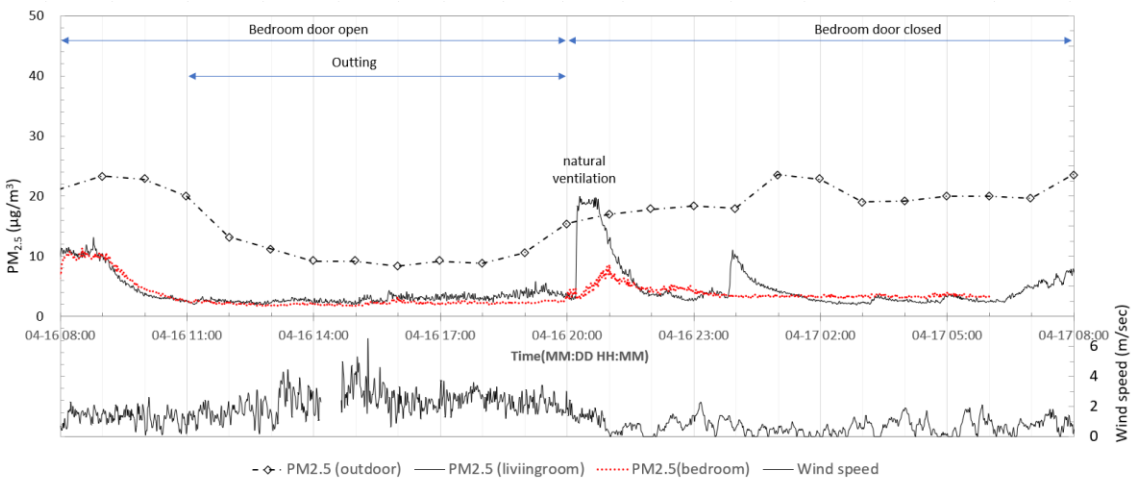 50
Bedroom door open
Bedroom door closed
Outting
40
30
natural
ventilation
20
10
0
PM2.5 (µg/m³)
04-16 08:00 04-16 11:00 04-16 14:00 04-16 17:00 04-16 20:00 04-16 23:00 04-17 02:00 04-17 05:00 04-17 08:00
Time(MM:DD HH:MM)
6
4
2
0
Wind speed (m/sec)
PM2.5 (outdoor) PM2.5 (liviingroom) PM2.5(bedroom) Wind speed